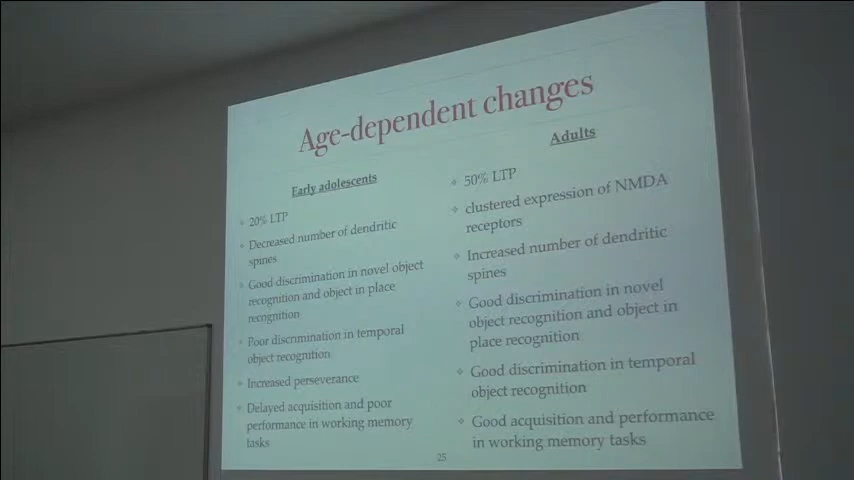 Age-dependent changes
Early adolescents
20% LTP
Decreased number of dendritic
spines
Good discrimination in novel object
recognition and object in place
recognition
Poor discrimination in temporal
object recognition
Increased perseverance
Delayed acquisition and poor
performance in working memory
tasks
Adults
50% LTP
clustered expression of NMDA
receptors
Increased number of dendritic
spines
Good discrimination in novel
object recognition and object in
place recognition
Good discrimination in temporal
object recognition
Good acquisition and performance
in working memory tasks
25